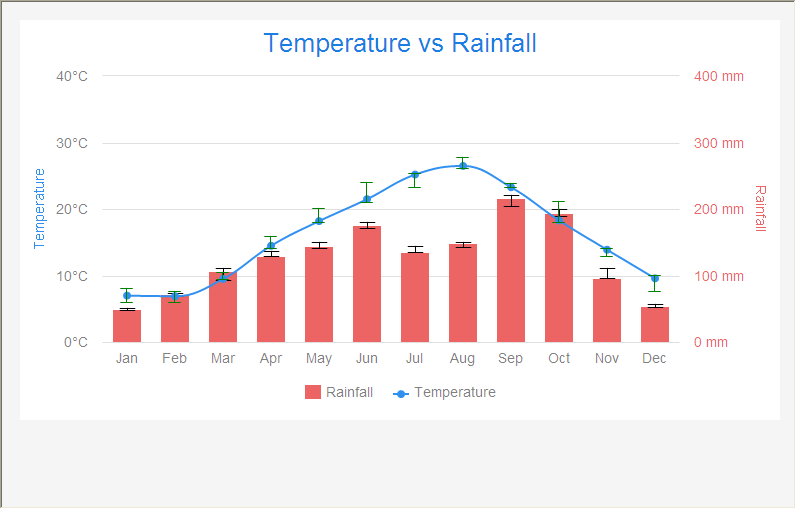 Temperature vs Rainfall
40°C
30°C
20°C
10°C
0°C
Temperature
400 mm
300 mm
200 mm
100 mm
0 mm
Rainfall
Jan Feb Mar Apr May Jun Jul Aug Sep Oct Nov Dec
Rainfall Temperature